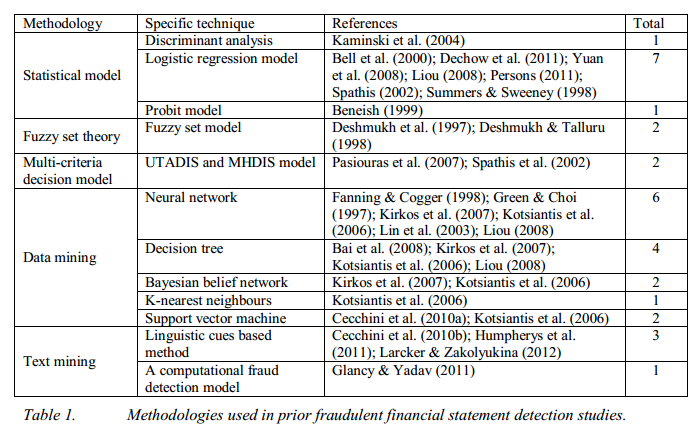 Methodology Specific technique References Total
Statistical model
Discriminant analysis Kaminski et al. (2004) 1
Logistic regression model Bell et al. (2000); Dechow et al. (2011); Yuan 7
et al. (2008); Liou (2008); Persons (2011);
Spathis (2002); Summers & Sweeney (1998)
Probit model Beneish (1999) 1
Fuzzy set theory Fuzzy set model Deshmukh et al. (1997); Deshmukh & Talluru 2
(1998)
Multi-criteria UTADIS and MHDIS model Pasiouras et al. (2007); Spathis et al. (2002) 2
decision model
Data mining
Neural network Fanning & Cogger (1998); Green & Choi 6
(1997); Kirkos et al. (2007); Kotsiantis et al.
(2006); Lin et al. (2003); Liou (2008)
Decision tree Bai et al. (2008); Kirkos et al. (2007); 4
Kotsiantis et al. (2006); Liou (2008)
Bayesian belief network Kirkos et al. (2007); Kotsiantis et al. (2006) 2
K-nearest neighbours Kotsiantis et al. (2006) 1
Support vector machine Cecchini et al. (2010a); Kotsiantis et al. (2006) 2
Text mining
Linguistic cues based Cecchini et al. (2010b); Humpherys et al. 3
method (2011); Larcker & Zakolyukina (2012)
A computational fraud Glancy & Yadav (2011) 1
detection model
Table 1. Methodologies used in prior fraudulent financial statement detection studies.